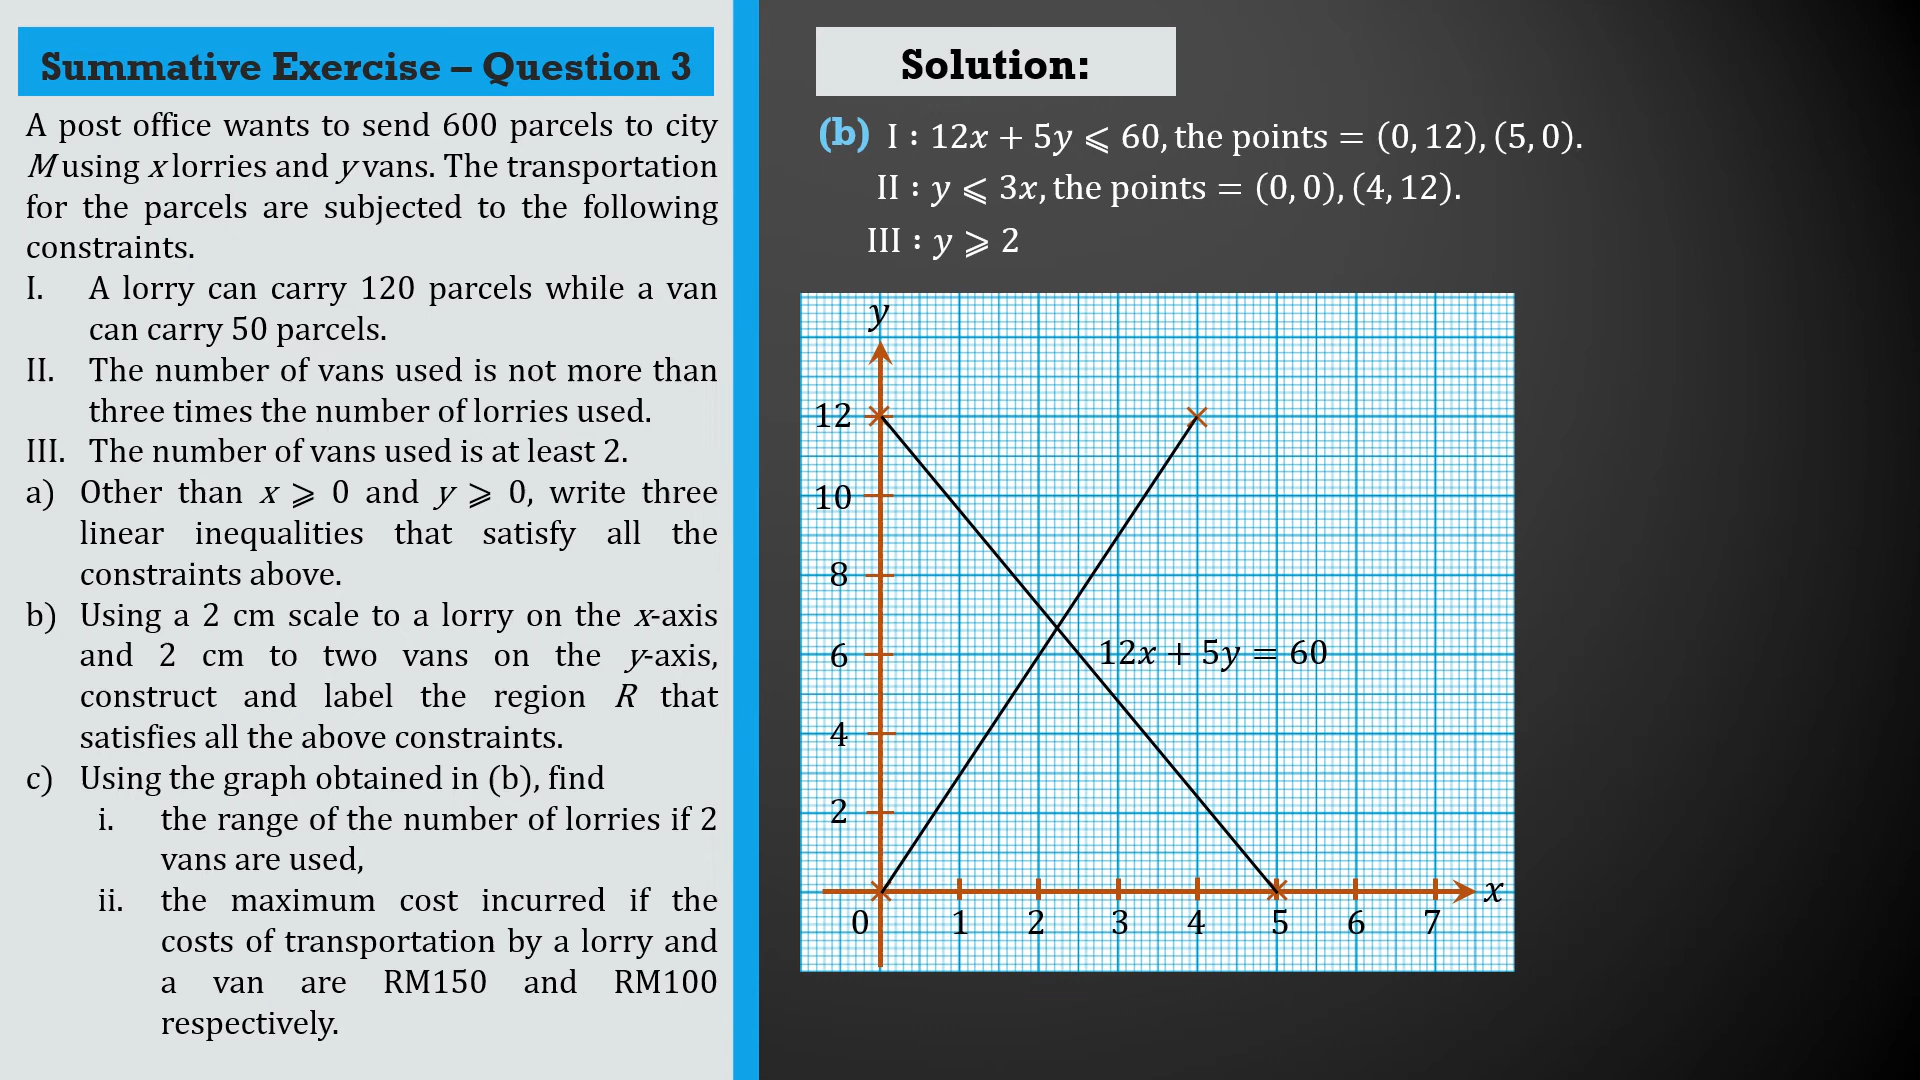 Summative Exercise – Question 3
A post office wants to send 600 parcels to city
M using x lorries and y vans. The transportation
for the parcels are subjected to the following
constraints.
I. A lorry can carry 120 parcels while a van
can carry 50 parcels.
II. The number of vans used is not more than
three times the number of lorries used.
III. The number of vans used is at least 2.
a) Other than x ⩾ 0 and y ⩾ 0, write three
linear inequalities that satisfy all the
constraints above.
b) Using a 2 cm scale to a lorry on the x-axis
and 2 cm to two vans on the y-axis,
construct and label the region R that
satisfies all the above constraints.
c) Using the graph obtained in (b), find
i. the range of the number of lorries if 2
vans are used,
ii. the maximum cost incurred if the
costs of transportation by a lorry and
a van are RM150 and RM100
respectively.
Solution:
(b) I : 12x + 5y ⩽ 60, the points = (0, 12), (5, 0).
II : y ⩽ 3x, the points = (0, 0), (4, 12).
III : y ⩾ 2
y
12
10
8
6
12x + 5y = 60
4
2
x
0 1 2 3 4 5 6 7